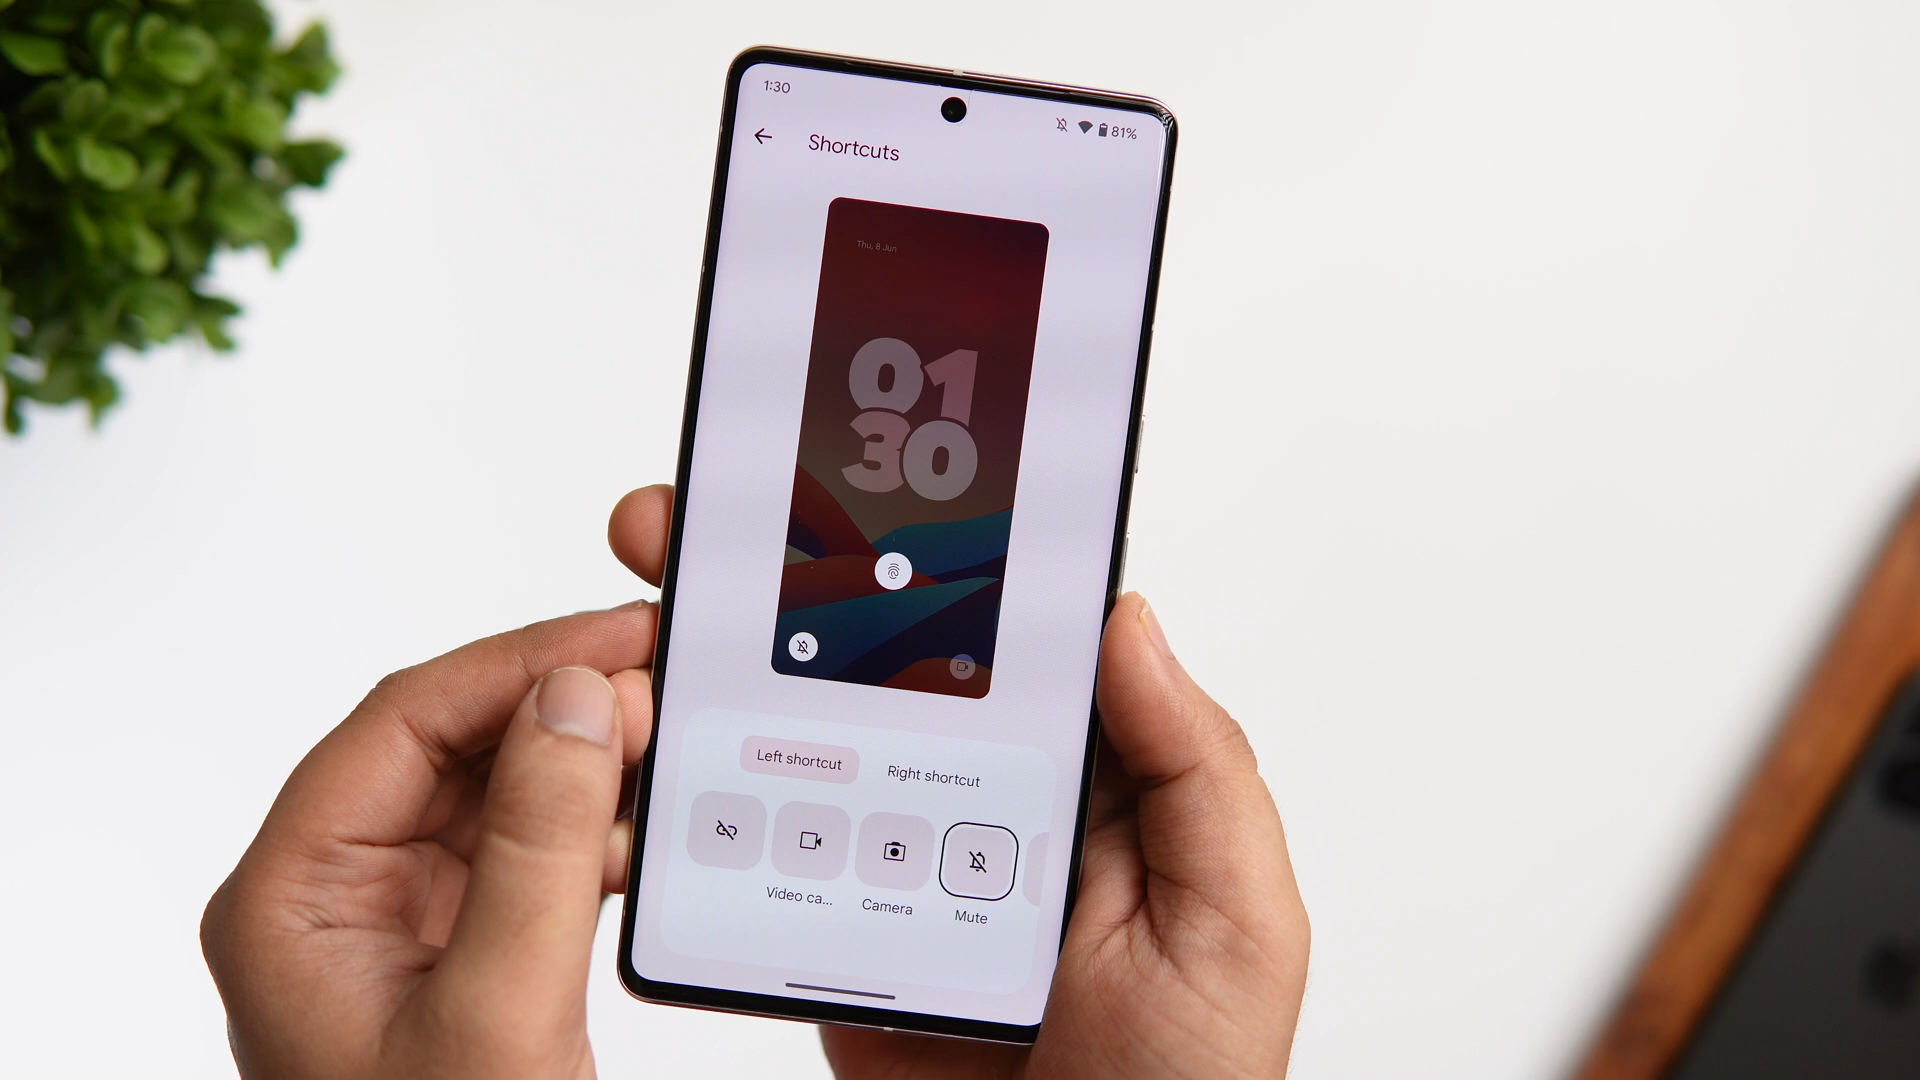 1:30
81%
Shortcuts
Thu, 8 Jun
01
30
Left shortcut
Right shortcut
Video ca...
Camera
Mute